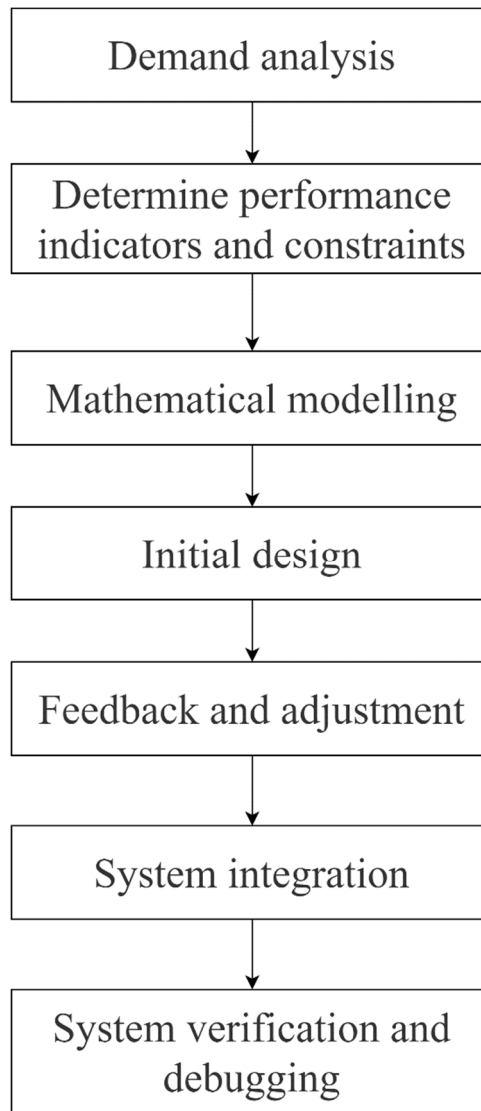 Demand analysis
Determine performance
indicators and constraints
Mathematical modelling
Initial design
Feedback and adjustment
System integration
System verification and
debugging